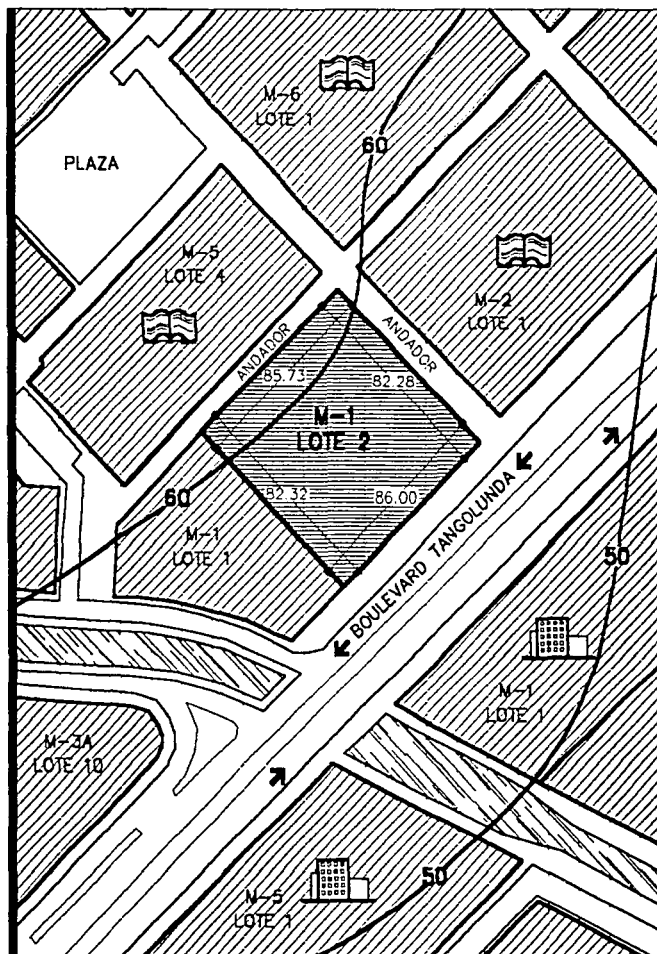 M-6
LOTE 1
60
PLAZA
M-5
LOTE 4
M-2
LOTE 1
ANDADOR
ANDADOR
85.73
82.28
M-1
LOTE 2
82.32
86.00
60
M-1
LOTE 1
BOULEVARD TANGOLUNDA
50
M-1
LOTE 1
M-3A
LOTE 10
50
M-5
LOTE 1